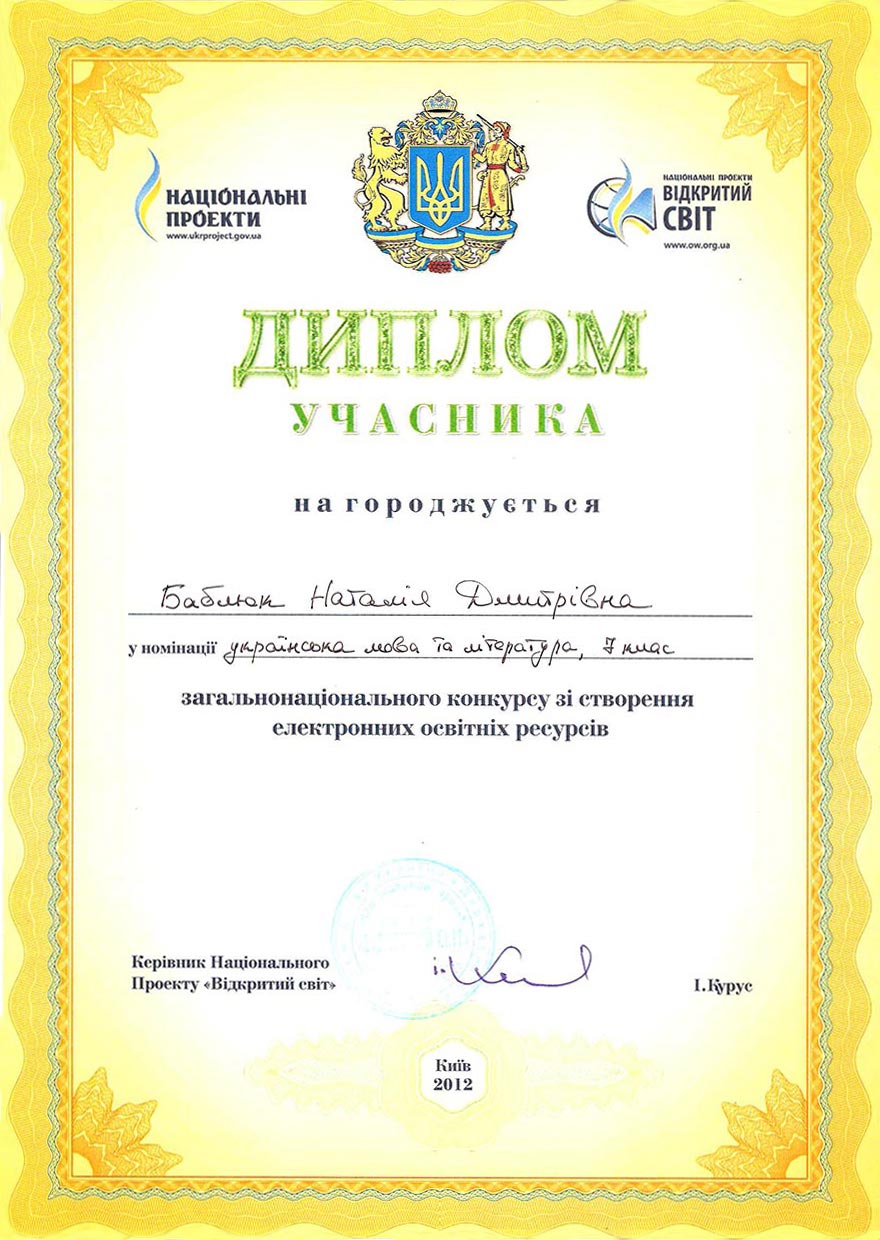 НАЦІОНАЛЬНІ
ПРОЕКТИ
www.ukrproject.gov.ua
НАЦІОНАЛЬНІ ПРОЕКТИ
ВІДКРИТИЙ
СВІТ
www.ow.org.ua
ДИПЛОМ
УЧАСНИКА
нагороджується
Баблюк Наталія Дмитрівна
у номінації українська мова та література, 7 клас
загальнонаціонального конкурсу зі створення
електронних освітніх ресурсів
Керівник Національного
Проекту «Відкритий світ»
І.Курус
Київ
2012